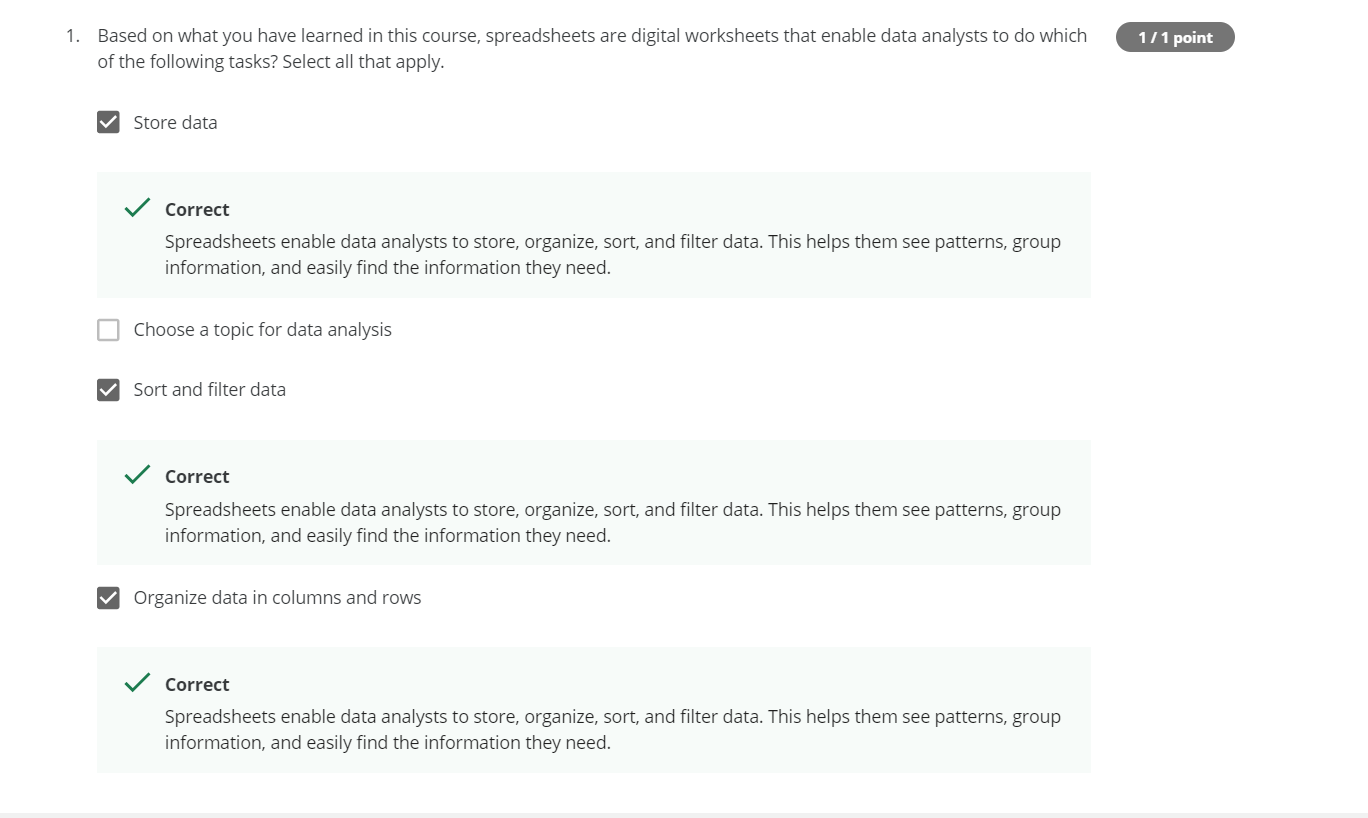 1. Based on what you have learned in this course, spreadsheets are digital worksheets that enable data analysts to do which
of the following tasks? Select all that apply.
1 / 1 point
Store data
Correct
Spreadsheets enable data analysts to store, organize, sort, and filter data. This helps them see patterns, group
information, and easily find the information they need.
Choose a topic for data analysis
Sort and filter data
Correct
Spreadsheets enable data analysts to store, organize, sort, and filter data. This helps them see patterns, group
information, and easily find the information they need.
Organize data in columns and rows
Correct
Spreadsheets enable data analysts to store, organize, sort, and filter data. This helps them see patterns, group
information, and easily find the information they need.